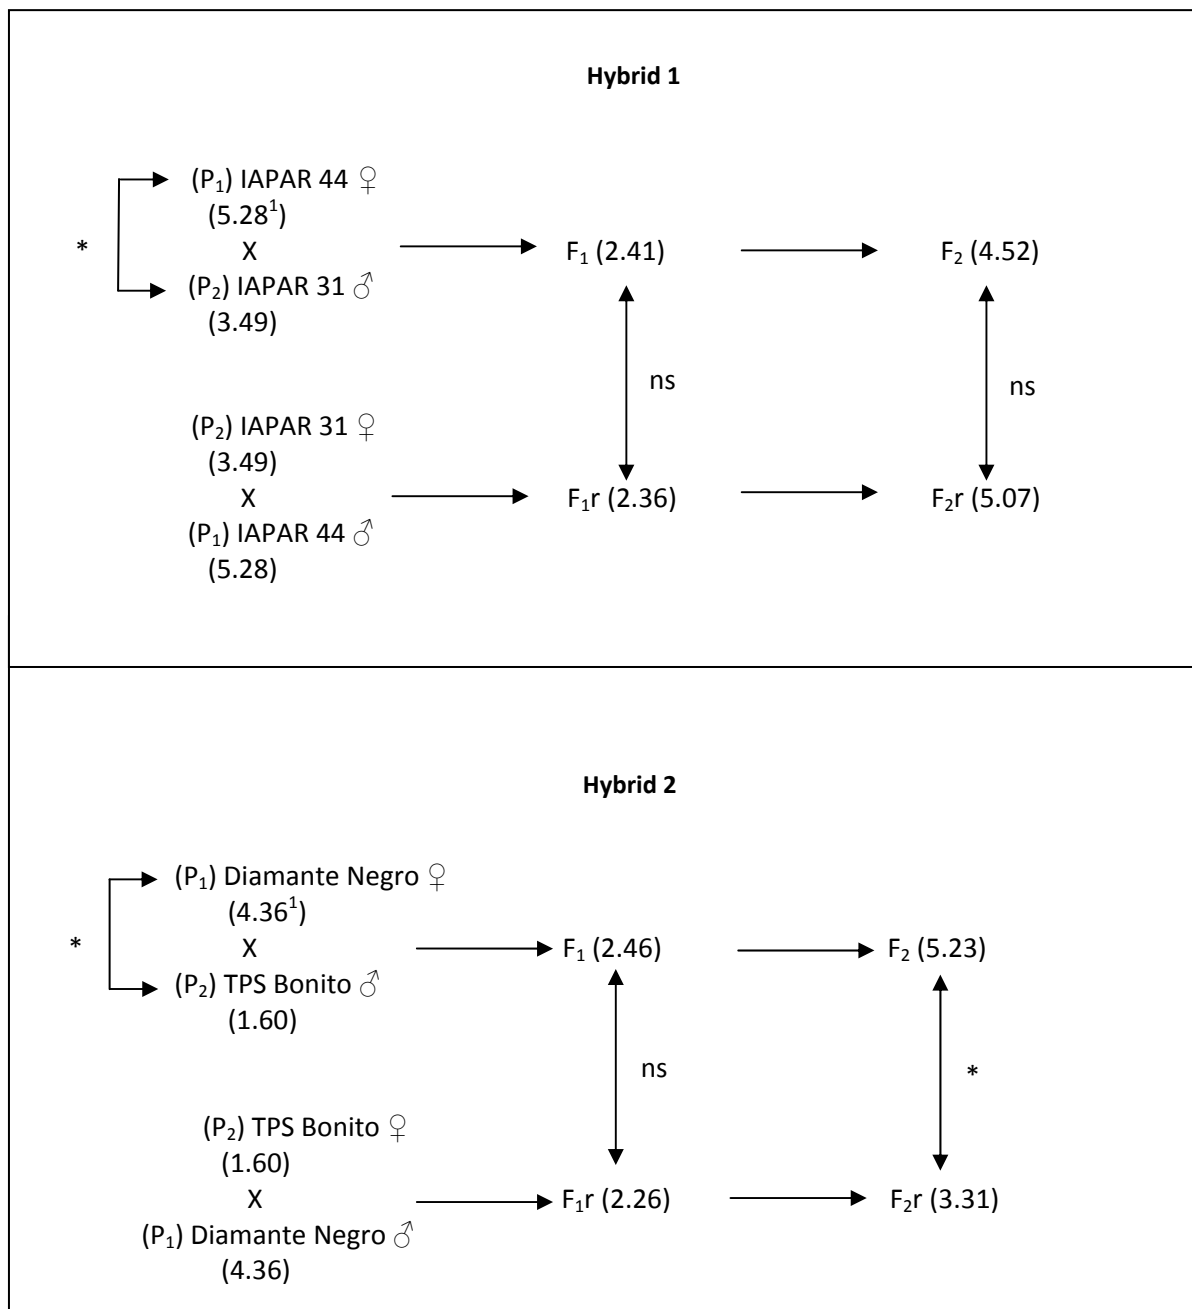 Hybrid 1
(P₁) IAPAR 44 ♀
(5.28¹)
*
X
F₁ (2.41)
F₂ (4.52)
(P₂) IAPAR 31 ♂
(3.49)
ns
ns
(P₂) IAPAR 31 ♀
(3.49)
X
F₁r (2.36)
F₂r (5.07)
(P₁) IAPAR 44 ♂
(5.28)
Hybrid 2
(P₁) Diamante Negro ♀
(4.36¹)
*
X
F₁ (2.46)
F₂ (5.23)
(P₂) TPS Bonito ♂
(1.60)
ns
*
(P₂) TPS Bonito ♀
(1.60)
X
F₁r (2.26)
F₂r (3.31)
(P₁) Diamante Negro ♂
(4.36)